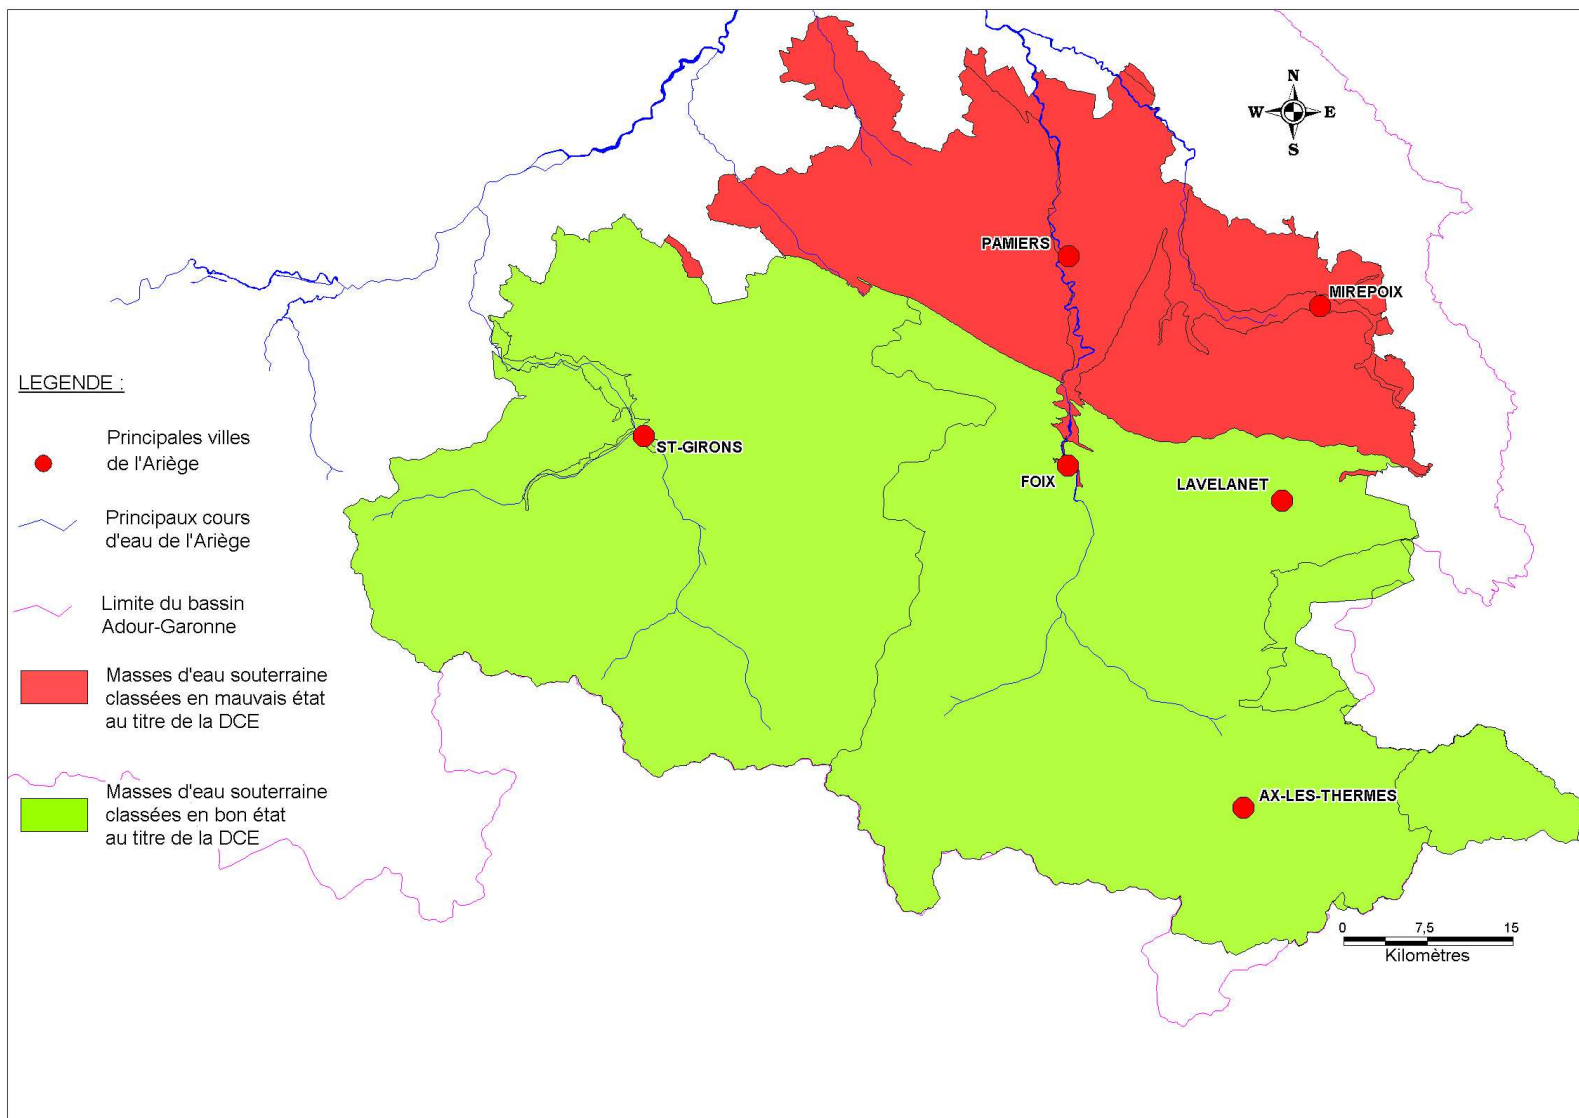 N
W
E
S
PAMIERS
MIREPOIX
LEGENDE :
Principales villes
de l'Ariège
ST-GIRONS
FOIX
LAVELANET
Principaux cours
d'eau de l'Ariège
Limite du bassin
Adour-Garonne
Masses d'eau souterraine
classées en mauvais état
au titre de la DCE
Masses d'eau souterraine
classées en bon état
au titre de la DCE
AX-LES-THERMES
0 7,5 15
Kilomètres